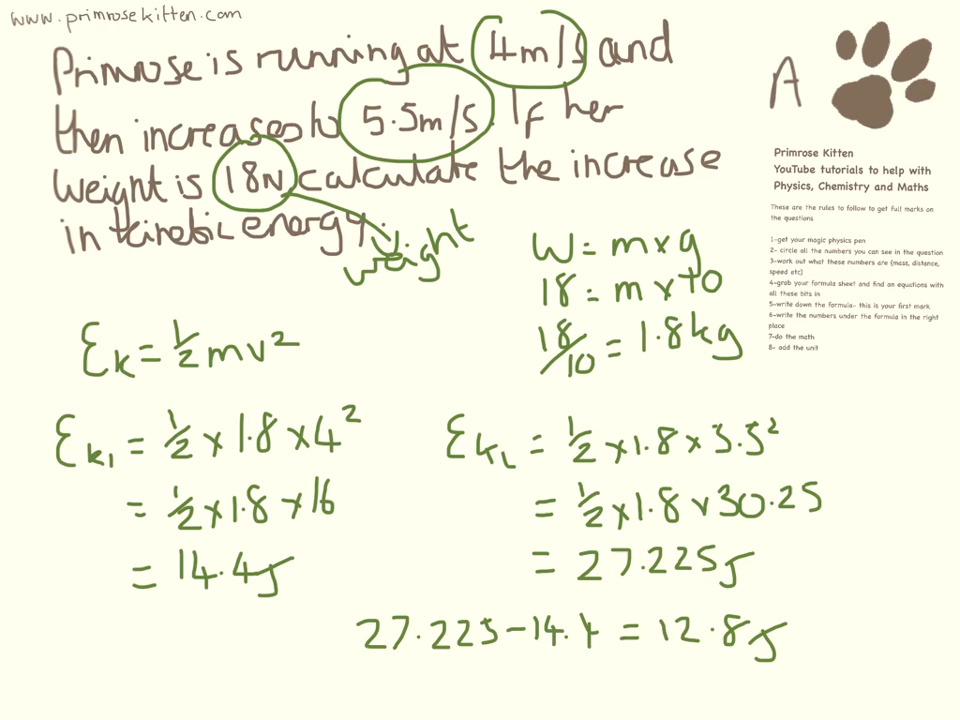 www.primrosekitten.com
Primrose is running at 4m/s and
then increases to 5.5m/s. If her
weight is 18N calculate the increase
in kinetic energy.
weight
A
Primrose Kitten
YouTube tutorials to help with
Physics, Chemistry and Maths
These are the rules to follow to get full marks on
the questions
1-get your magic physics pen
2- circle all the numbers you can see in the question
3-work out what these numbers are (mass, distance,
speed etc)
4-grab your formula sheet and find an equations with
all these bits in
5-write down the formula- this is your first mark
6-write the numbers under the formula in the right
place
7-do the math
8- add the unit
W = m x g
18 = m x 10
18/10 = 1.8kg
Ek = ½mv²
Ek1 = ½ x 1.8 x 4²
= ½ x 1.8 x 16
= 14.4J
Ek2 = ½ x 1.8 x 5.5²
= ½ x 1.8 x 30.25
= 27.225J
27.225 - 14.4 = 12.8J